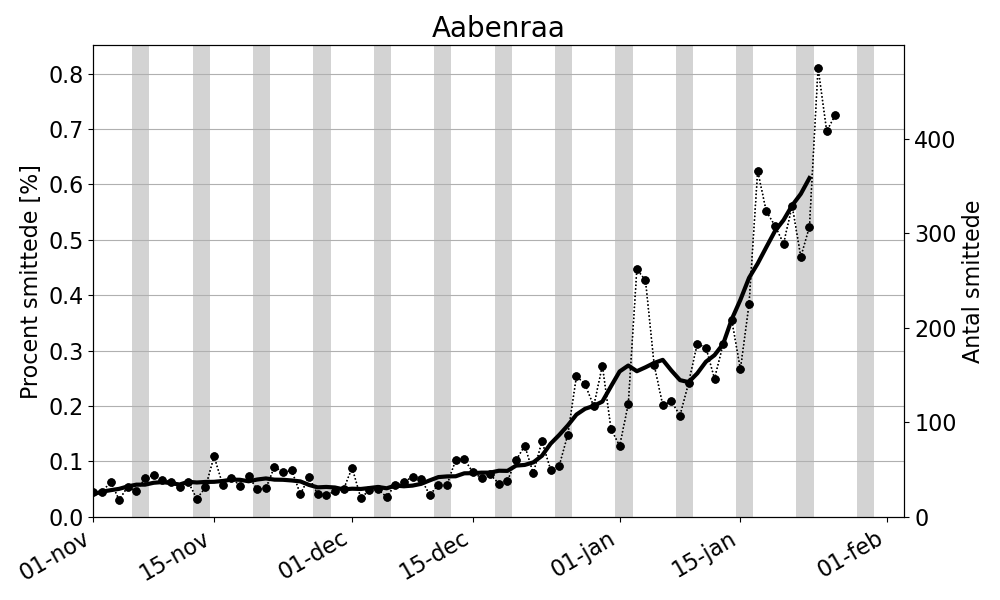 Aabenraa
Procent smittede [%]
0.8
0.7
0.6
0.5
0.4
0.3
0.2
0.1
0.0
400
300
200
100
0
Antal smittede
01-nov
15-nov
01-dec
15-dec
01-jan
15-jan
01-feb